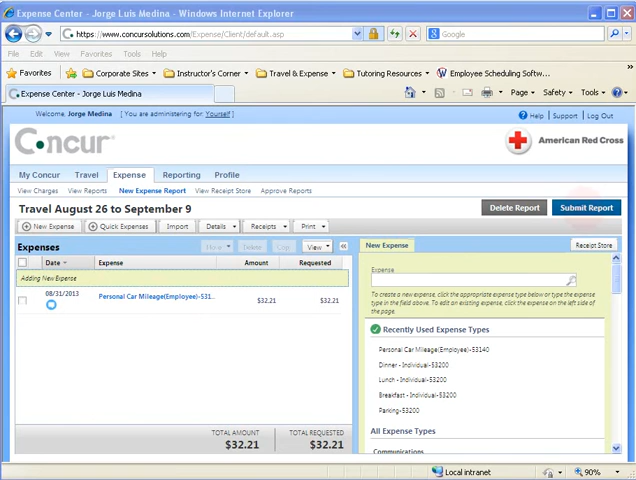 Expense Center - Jorge Luis Medina - Windows Internet Explorer
https://www.concursolutions.com/Expense/Client/default.asp
Google
File Edit View Favorites Tools Help
Favorites Corporate Sites Instructor's Corner Travel & Expense Tutoring Resources Employee Scheduling Softw...
Expense Center - Jorge Luis Medina
Page Safety Tools
Welcome, Jorge Medina [ You are administering for: Yourself ]
Help Support Log Out
Concur
American Red Cross
My Concur Travel Expense Reporting Profile
View Charges View Reports New Expense Report View Receipt Store Approve Reports
Travel August 26 to September 9
Delete Report Submit Report
New Expense Quick Expenses Import Details Receipts Print
Expenses
Delete View
Date Expense Amount Requested
Adding New Expense
08/31/2013 Personal Car Mileage(Employee)-531... $32.21 $32.21
TOTAL AMOUNT TOTAL REQUESTED
$32.21 $32.21
New Expense
Receipt Store
Expense
To create a new expense, click the appropriate expense type below or type the expense
type in the field above. To edit an existing expense, click the expense on the left side of
the page.
Recently Used Expense Types
Personal Car Mileage(Employee)-53140
Dinner - Individual-53200
Lunch - Individual-53200
Breakfast - Individual-53200
Parking-53200
All Expense Types
Communications
Local intranet
90%